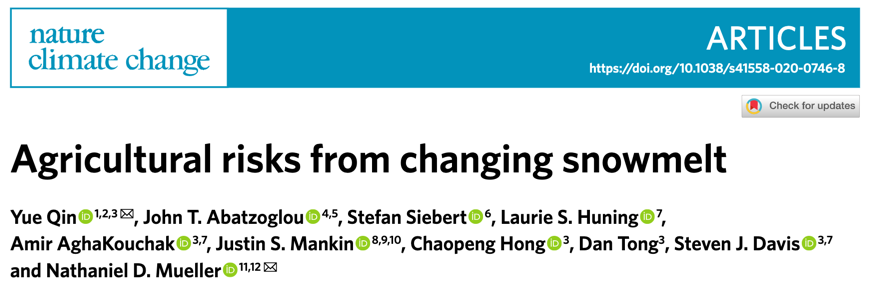 nature
climate change
ARTICLES
https://doi.org/10.1038/s41558-020-0746-8
Check for updates
Agricultural risks from changing snowmelt
Yue Qin 1,2,3, John T. Abatzoglou 4,5, Stefan Siebert 6, Laurie S. Huning 7,
Amir AghaKouchak 3,7, Justin S. Mankin 8,9,10, Chaopeng Hong 3, Dan Tong3, Steven J. Davis 3,7
and Nathaniel D. Mueller 11,12